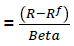 = (R−R^f) / Beta